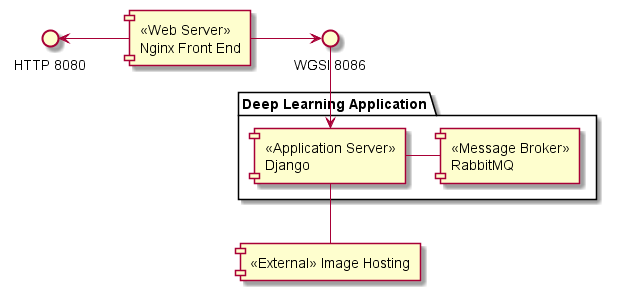 «Web Server»
Nginx Front End
HTTP 8080
WGSI 8086
Deep Learning Application
«Application Server»
Django
«Message Broker»
RabbitMQ
«External» Image Hosting